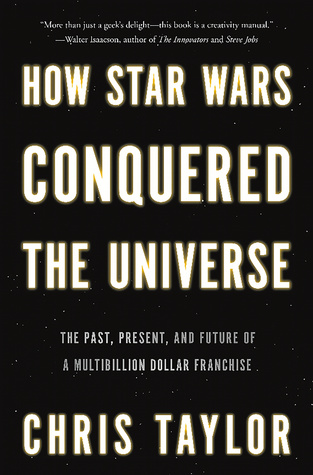 "More than just a geek's delight—this book is a creativity manual."
—Walter Isaacson, author of The Innovators and Steve Jobs
HOW STAR WARS
CONQUERED
THE UNIVERSE
THE PAST, PRESENT, AND FUTURE OF
A MULTIBILLION DOLLAR FRANCHISE
CHRIS TAYLOR